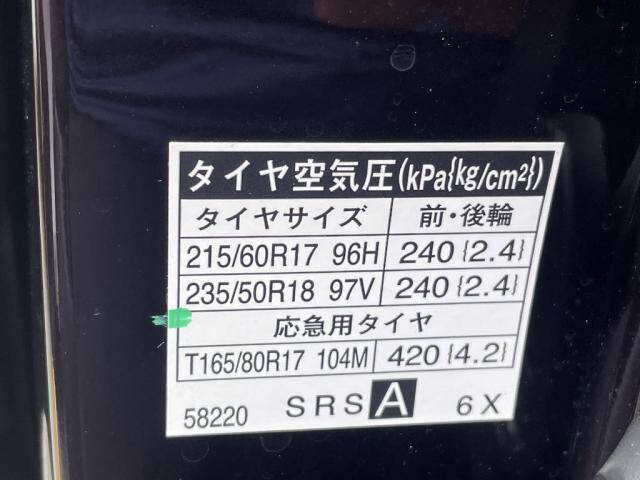 タイヤ空気圧(kPa{kg/cm²})
タイヤサイズ 前・後輪
215/60R17 96H 240{2.4}
235/50R18 97V 240{2.4}
応急用タイヤ
T165/80R17 104M 420{4.2}
58220 SRS A 6X